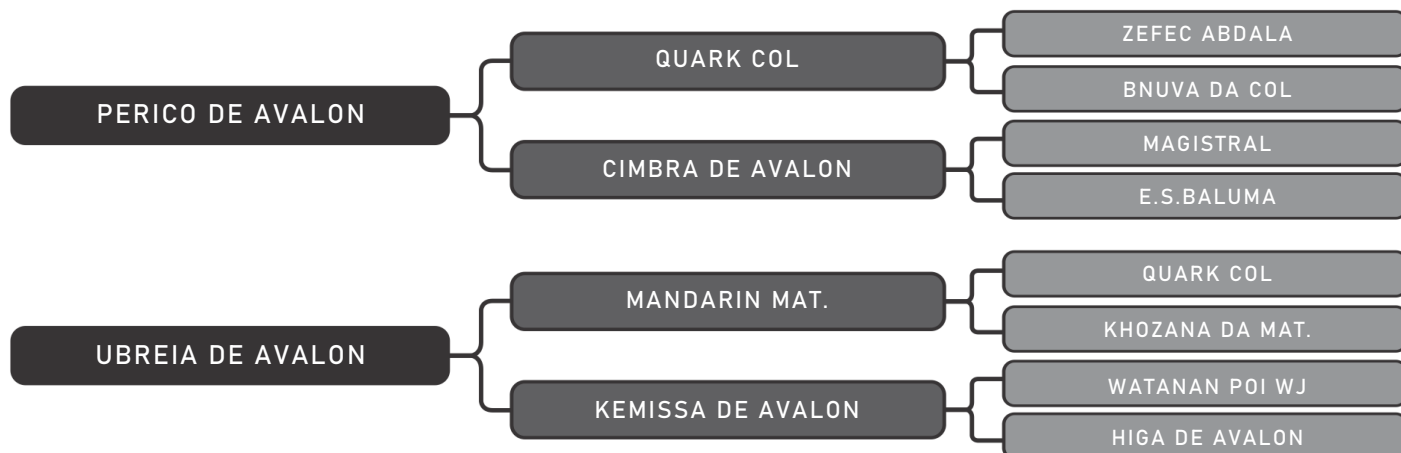 PERICO DE AVALON
QUARK COL
ZEFEC ABDALA
BNUVA DA COL
CIMBRA DE AVALON
MAGISTRAL
E.S.BALUMA
UBREIA DE AVALON
MANDARIN MAT.
QUARK COL
KHOZANA DA MAT.
KEMISSA DE AVALON
WATANAN POI WJ
HIGA DE AVALON